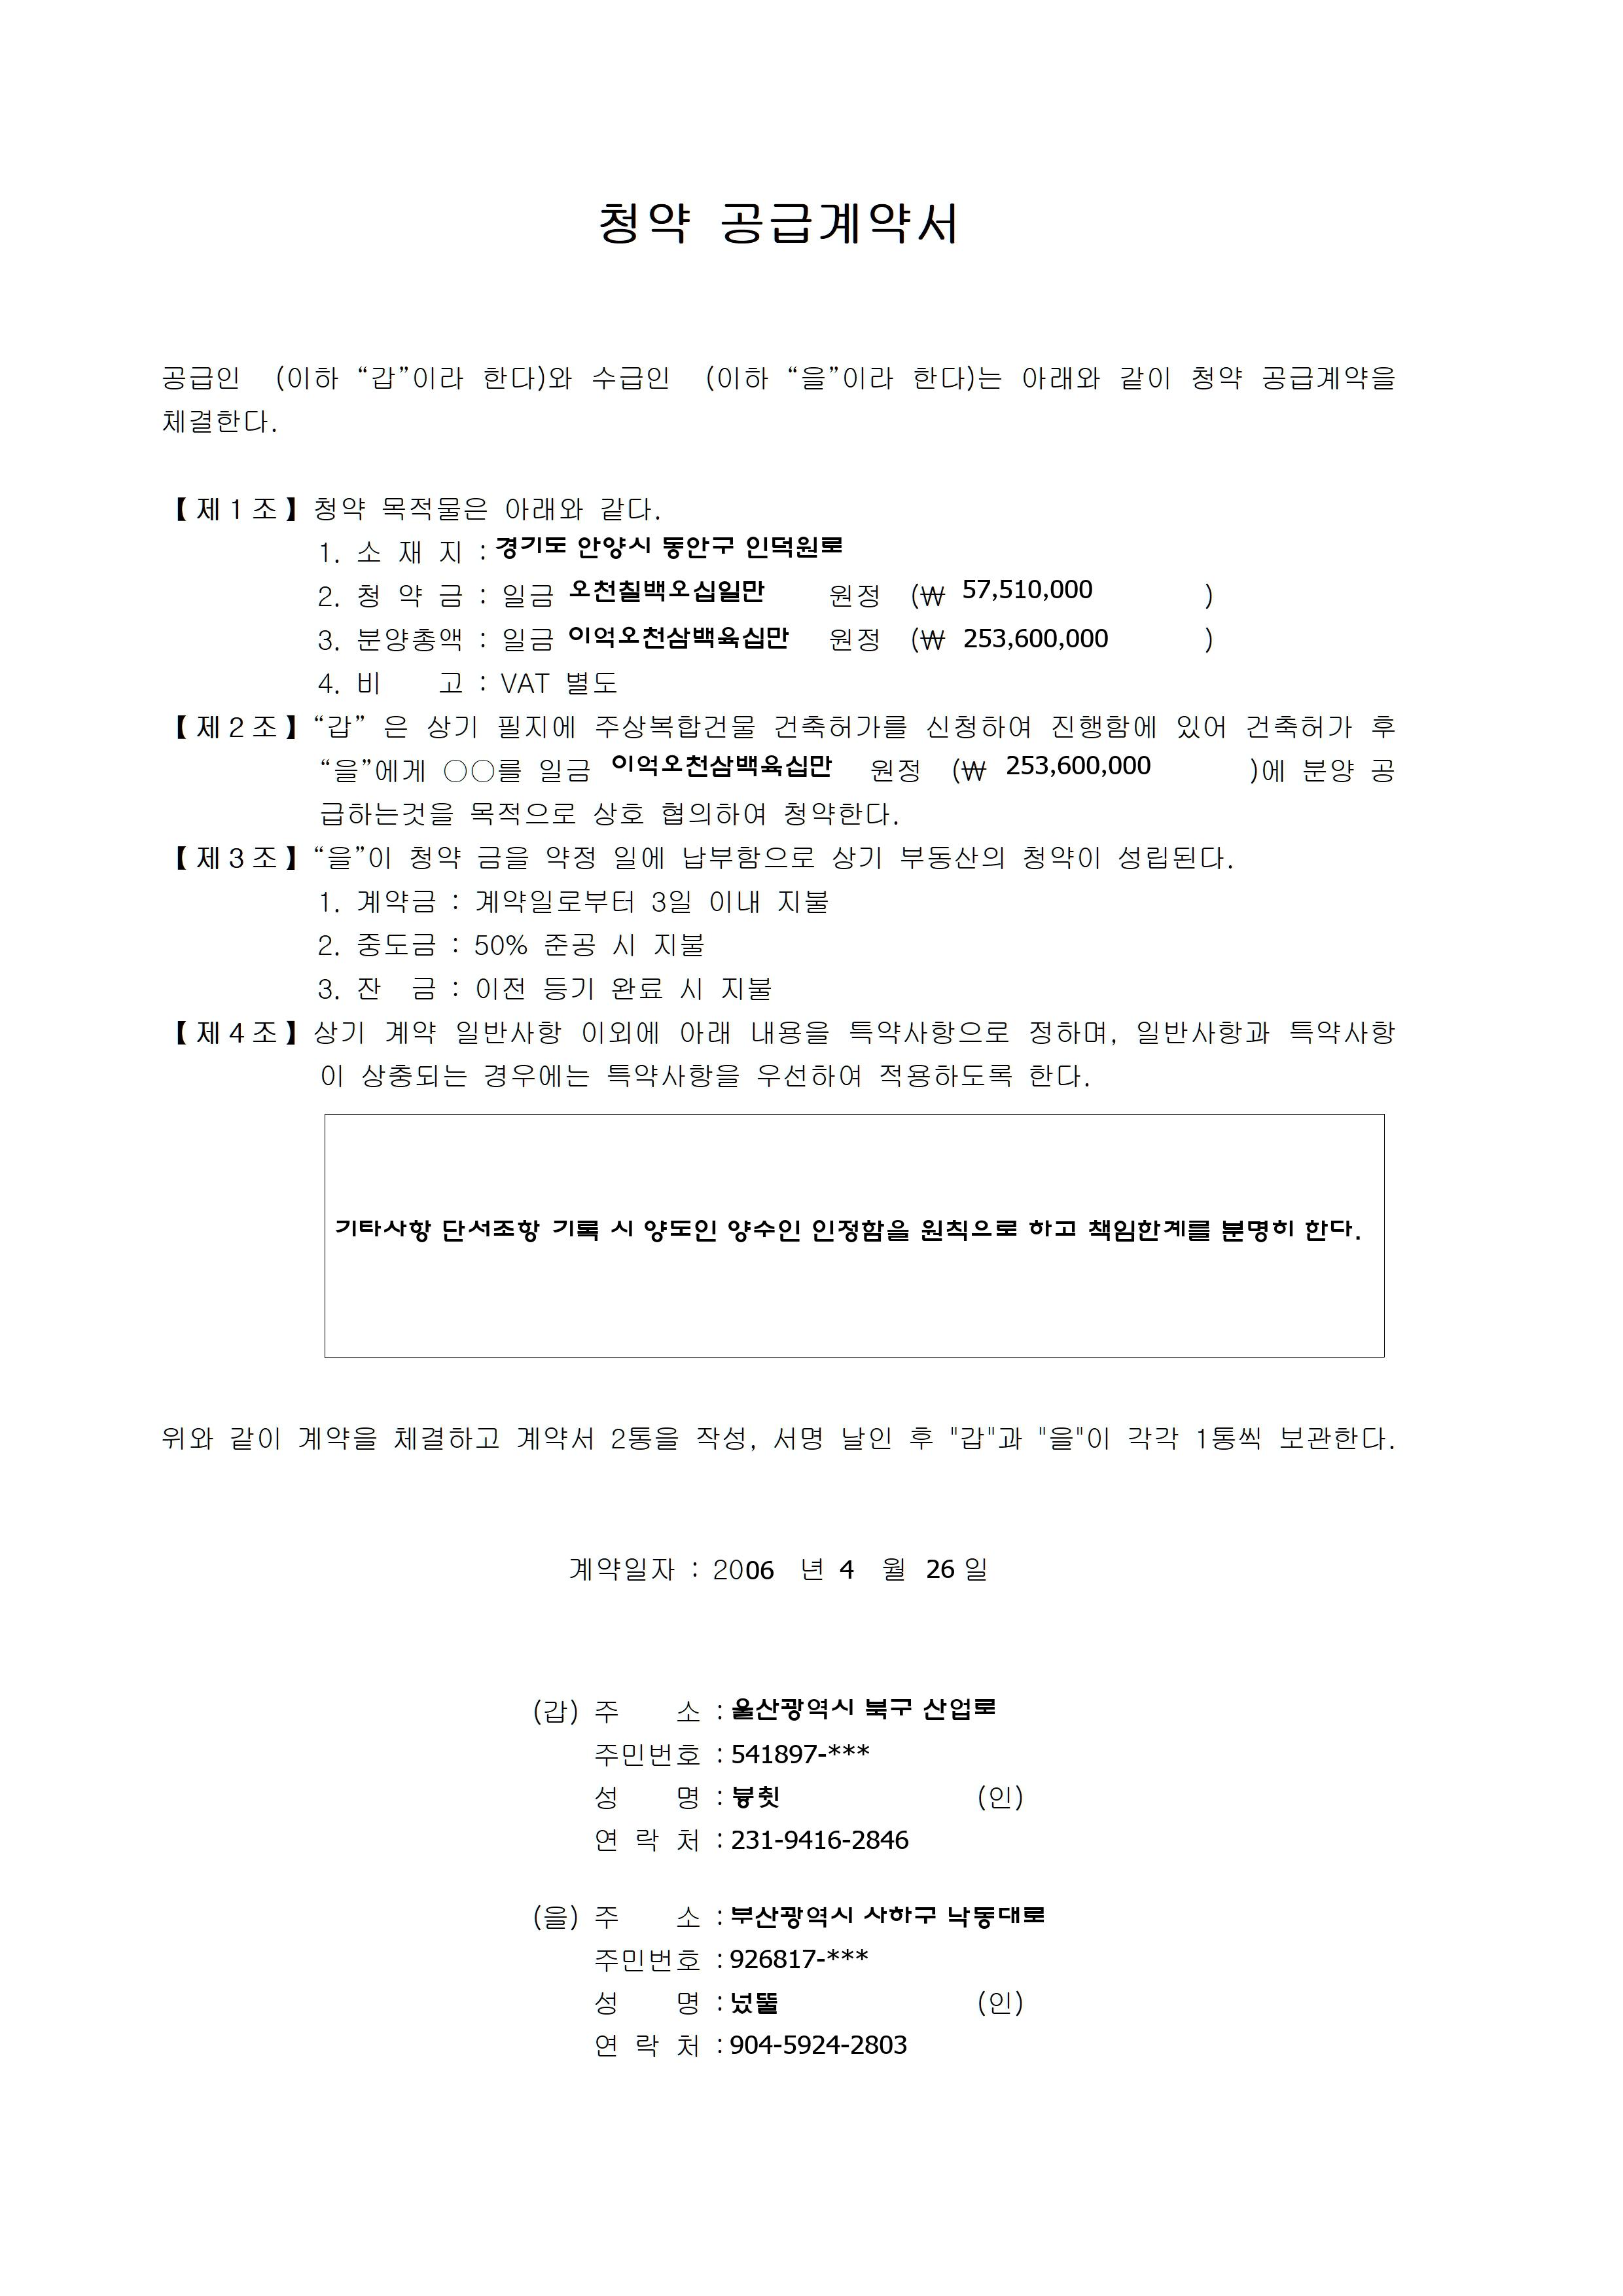 청약 공급계약서
공급인 (이하 “갑”이라 한다)와 수급인 (이하 “을”이라 한다)는 아래와 같이 청약 공급계약을
체결한다.
【제1조】청약 목적물은 아래와 같다.
1. 소 재 지 : 경기도 안양시 동안구 인덕원로
2. 청 약 금 : 일금 오천칠백오십일만 원정 (₩ 57,510,000 )
3. 분양총액 : 일금 이억오천삼백육십만 원정 (₩ 253,600,000 )
4. 비 고 : VAT 별도
【제2조】“갑” 은 상기 필지에 주상복합건물 건축허가를 신청하여 진행함에 있어 건축허가 후
“을”에게 ○○를 일금 이억오천삼백육십만 원정 (₩ 253,600,000 )에 분양 공
급하는것을 목적으로 상호 협의하여 청약한다.
【제3조】“을”이 청약 금을 약정 일에 납부함으로 상기 부동산의 청약이 성립된다.
1. 계약금 : 계약일로부터 3일 이내 지불
2. 중도금 : 50% 준공 시 지불
3. 잔 금 : 이전 등기 완료 시 지불
【제4조】상기 계약 일반사항 이외에 아래 내용을 특약사항으로 정하며, 일반사항과 특약사항
이 상충되는 경우에는 특약사항을 우선하여 적용하도록 한다.
기타사항 단서조항 기록 시 양도인 양수인 인정함을 원칙으로 하고 책임한계를 분명히 한다.
위와 같이 계약을 체결하고 계약서 2통을 작성, 서명 날인 후 "갑"과 "을"이 각각 1통씩 보관한다.
계약일자 : 2006 년 4 월 26 일
(갑) 주 소 : 울산광역시 북구 산업로
주민번호 : 541897-***
성 명 : 븧췻 (인)
연 락 처 : 231-9416-2846
(을) 주 소 : 부산광역시 사하구 낙동대로
주민번호 : 926817-***
성 명 : 넜뚤 (인)
연 락 처 : 904-5924-2803